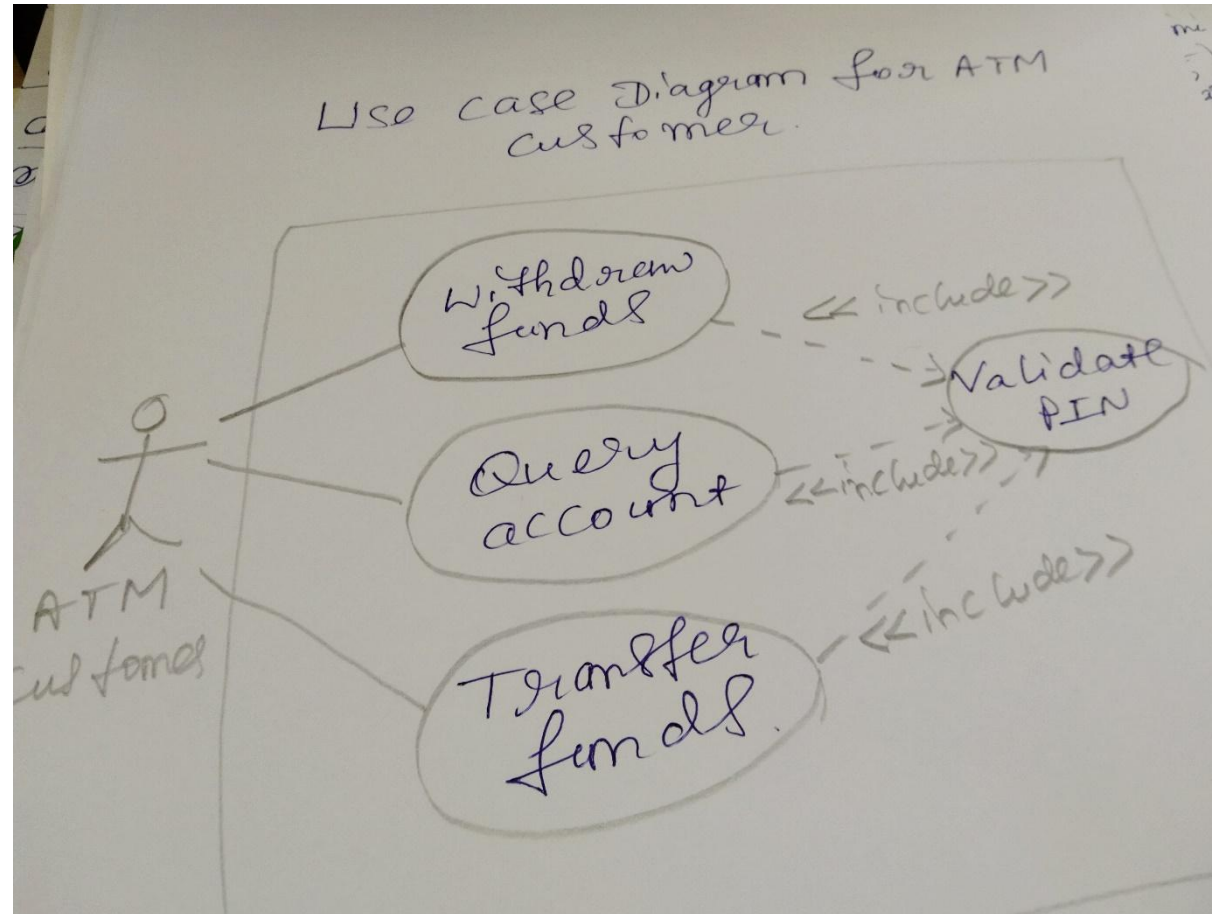 Use case Diagram for ATM
customer.
Withdraw
funds
<<include>>
Validate
PIN
Query
account
<<include>>
Transfer
funds.
<<include>>
ATM
customer